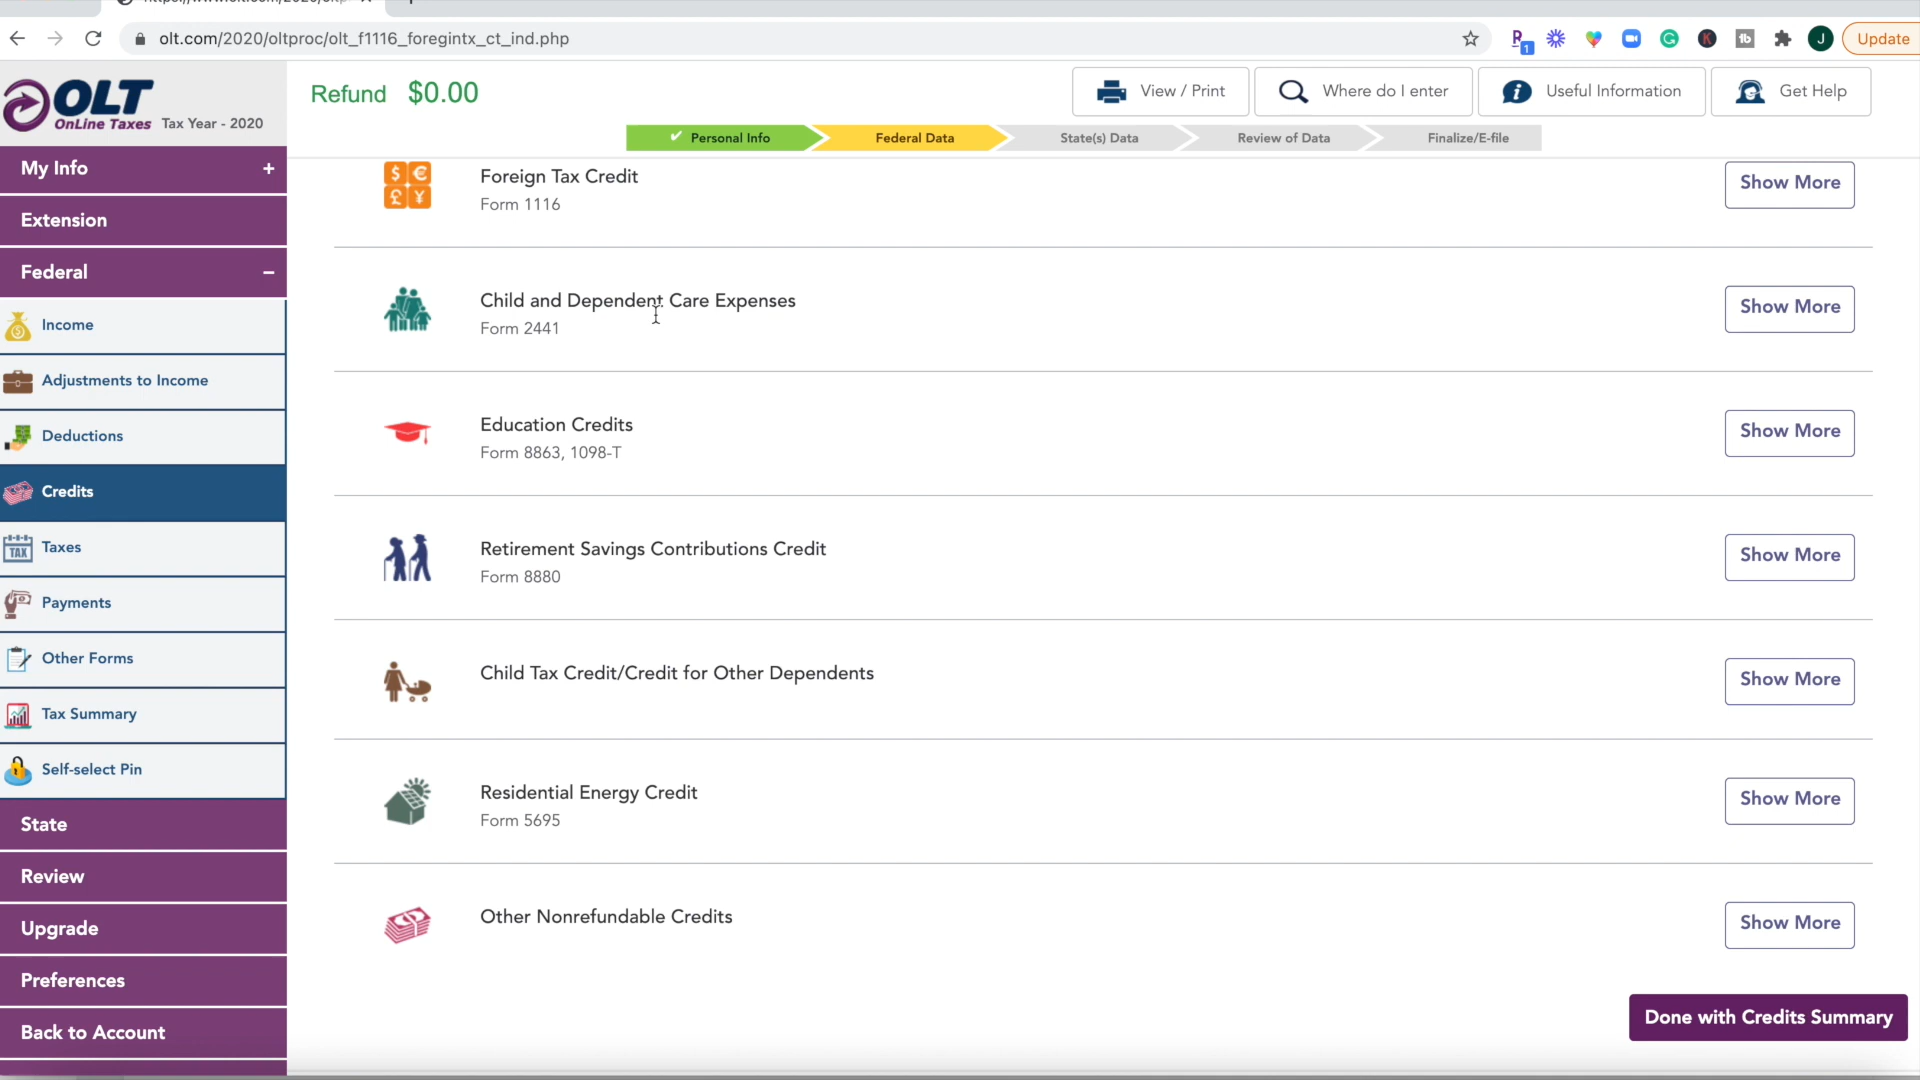 olt.com/2020/oltproc/olt_f1116_foregintx_ct_ind.php
1
J
Update
OLT
OnLine Taxes
Tax Year - 2020
Refund $0.00
View / Print
Where do I enter
Useful Information
Get Help
Personal Info
Federal Data
State(s) Data
Review of Data
Finalize/E-file
My Info +
Extension
Federal –
Income
Adjustments to Income
Deductions
Credits
TAX
Taxes
Payments
Other Forms
Tax Summary
Self-select Pin
State
Review
Upgrade
Preferences
Back to Account
$ €
£ ¥
Foreign Tax Credit
Form 1116
Show More
Child and Dependent Care Expenses
Form 2441
Show More
Education Credits
Form 8863, 1098-T
Show More
Retirement Savings Contributions Credit
Form 8880
Show More
Child Tax Credit/Credit for Other Dependents
Show More
Residential Energy Credit
Form 5695
Show More
Other Nonrefundable Credits
Show More
Done with Credits Summary